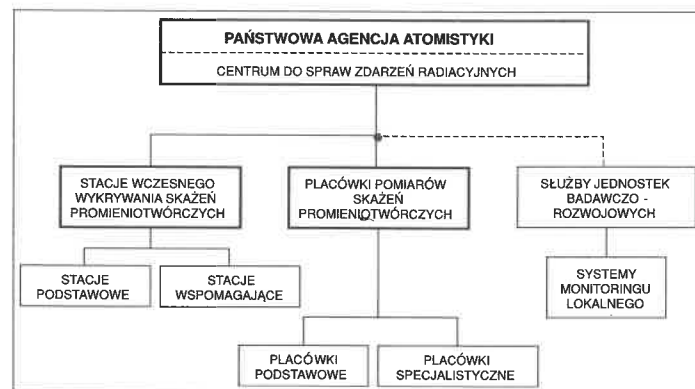 PAŃSTWOWA AGENCJA ATOMISTYKI
CENTRUM DO SPRAW ZDARZEŃ RADIACYJNYCH
STACJE WCZESNEGO
WYKRYWANIA SKAŻEŃ
PROMIENIOTWÓRCZYCH
PLACÓWKI POMIARÓW
SKAŻEŃ
PROMIENIOTWÓRCZYCH
SŁUŻBY JEDNOSTEK
BADAWCZO -
ROZWOJOWYCH
STACJE
PODSTAWOWE
STACJE
WSPOMAGAJĄCE
SYSTEMY
MONITORINGU
LOKALNEGO
PLACÓWKI
PODSTAWOWE
PLACÓWKI
SPECJALISTYCZNE